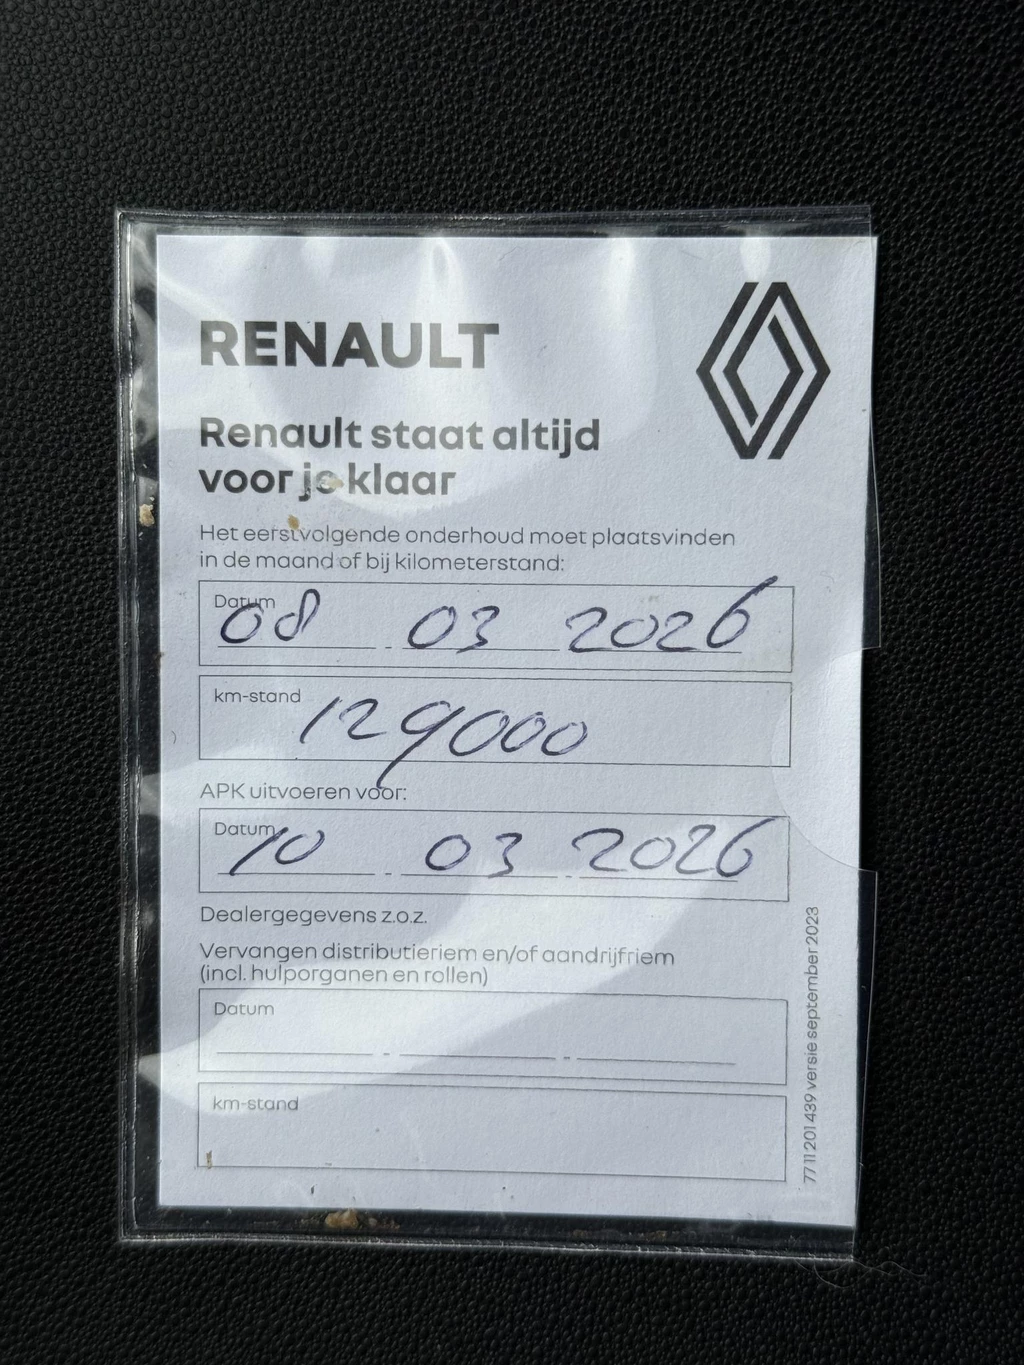 RENAULT
Renault staat altijd
voor je klaar
Het eerstvolgende onderhoud moet plaatsvinden
in de maand of bij kilometerstand:
Datum
08 - 03 - 2026
km-stand
129000
APK uitvoeren vóór:
Datum
10 - 03 - 2026
Dealergegevens z.o.z.
Vervangen distributieriem en/of aandrijfriem
(incl. hulporganen en rollen)
Datum
km-stand
77 11 201 439 versie september 2023